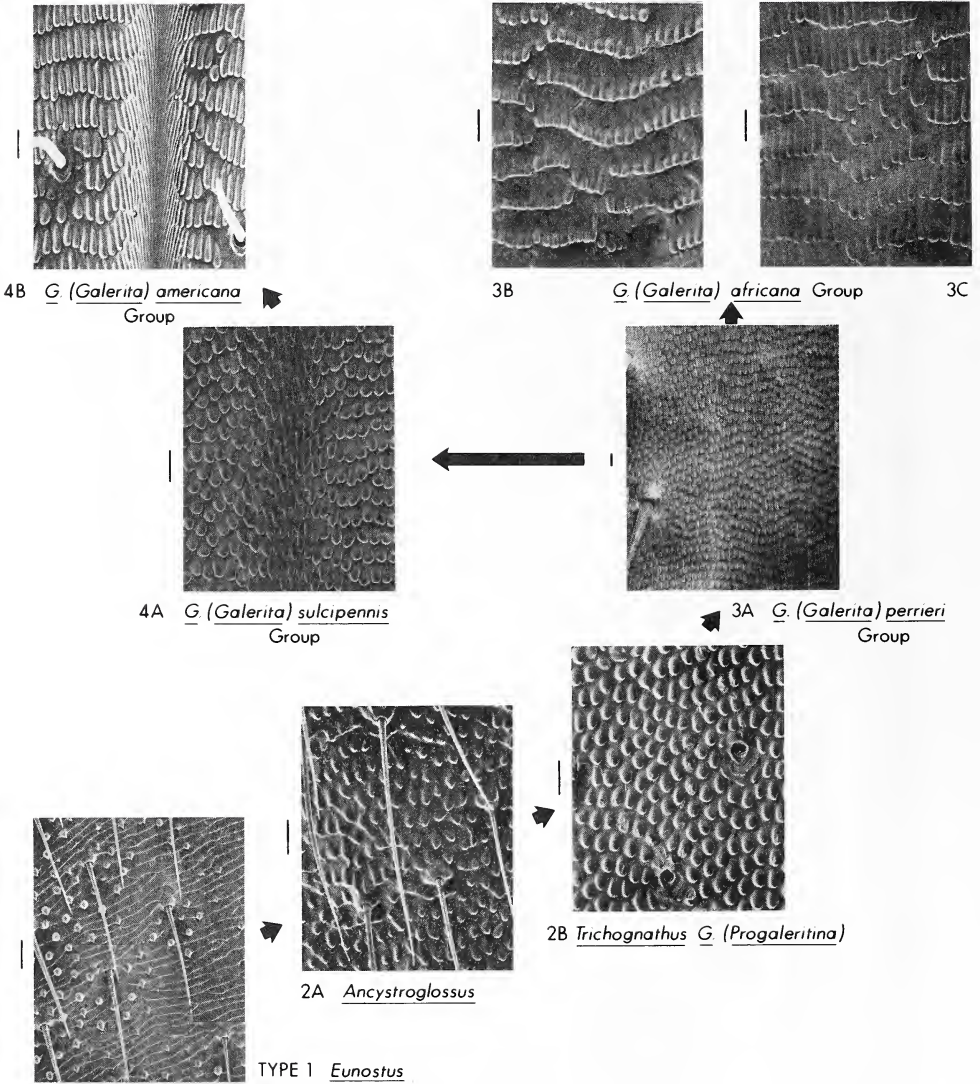 4B G. (Galerita) americana
Group
3B G. (Galerita) africana Group 3C
4A G. (Galerita) sulcipennis
Group
3A G. (Galerita) perrieri
Group
2B Trichognathus G. (Progaleritina)
2A Ancystroglossus
TYPE 1 Eunostus